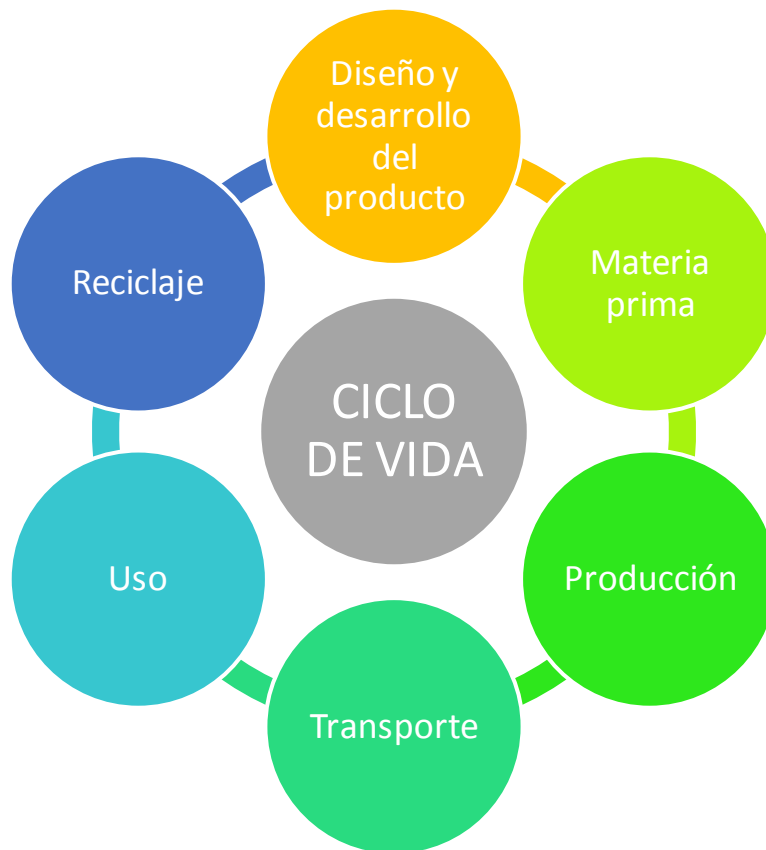 Diseño y
desarrollo
del
producto
Materia
prima
Producción
Transporte
Uso
Reciclaje
CICLO
DE VIDA